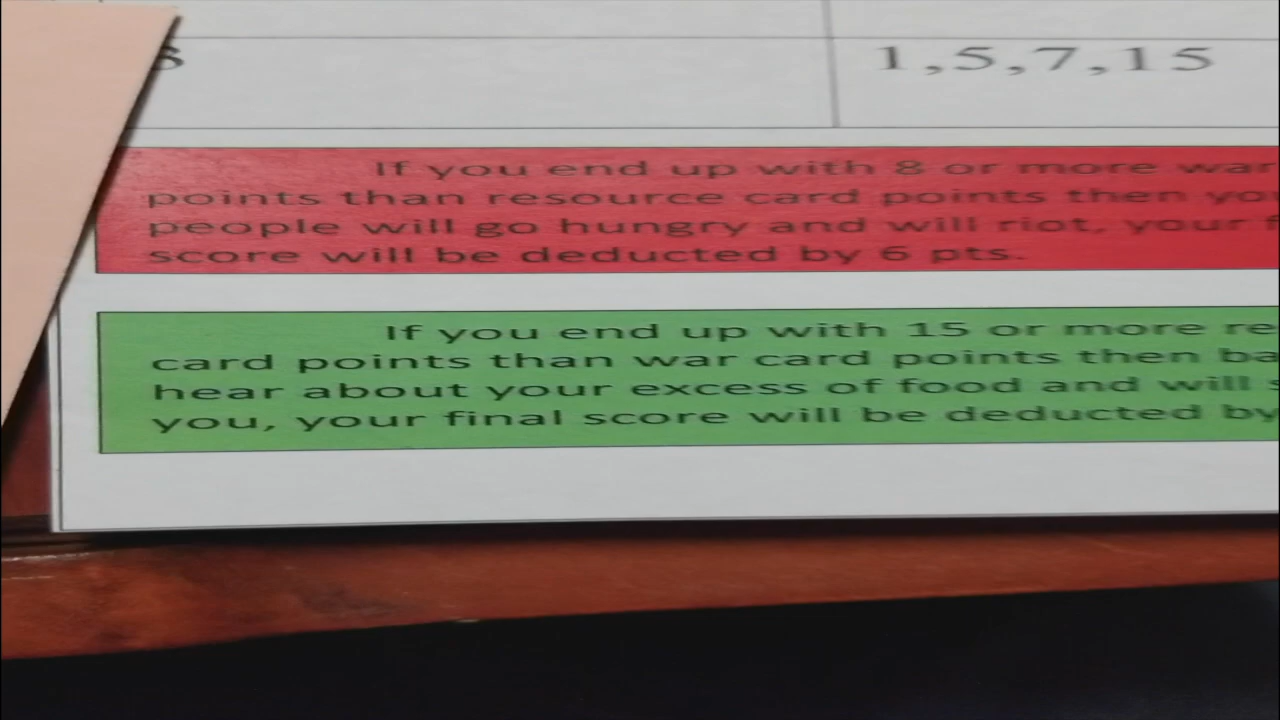 1,5,7,15
If you end up with 8 or more war
points than resource card points then
people will go hungry and will riot, your
score will be deducted by 6 pts.
If you end up with 15 or more
card points than war card points then
hear about your excess of food and will
you, your final score will be deducted by